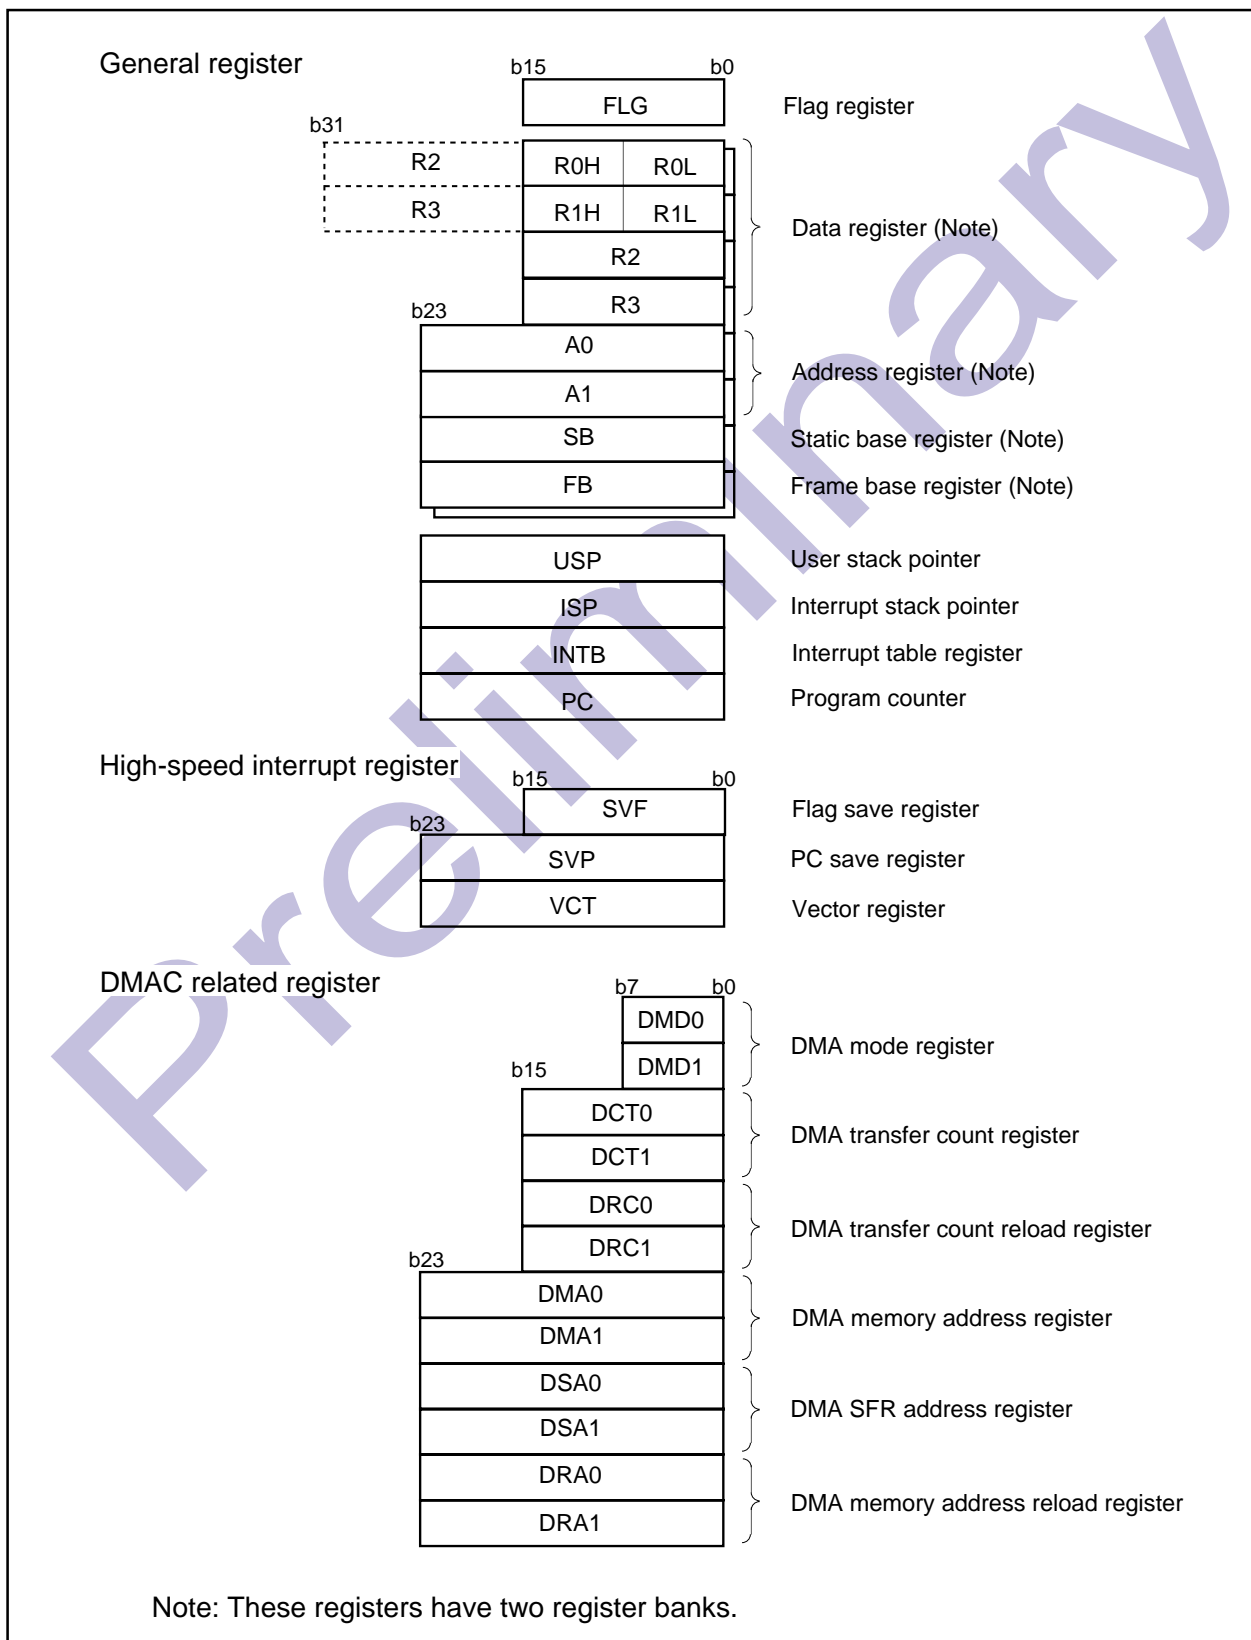 General register
b15 b0
FLG Flag register
b31
R2 R0H R0L
R3 R1H R1L
Data register (Note)
R2
R3
b23
A0
Address register (Note)
A1
SB Static base register (Note)
FB Frame base register (Note)
USP User stack pointer
ISP Interrupt stack pointer
INTB Interrupt table register
PC Program counter
High-speed interrupt register
b15 b0
SVF Flag save register
b23
SVP PC save register
VCT Vector register
DMAC related register
b7 b0
DMD0
DMA mode register
DMD1
b15
DCT0
DMA transfer count register
DCT1
DRC0
DMA transfer count reload register
DRC1
b23
DMA0
DMA memory address register
DMA1
DSA0
DMA SFR address register
DSA1
DRA0
DMA memory address reload register
DRA1
Note: These registers have two register banks.
Preliminary